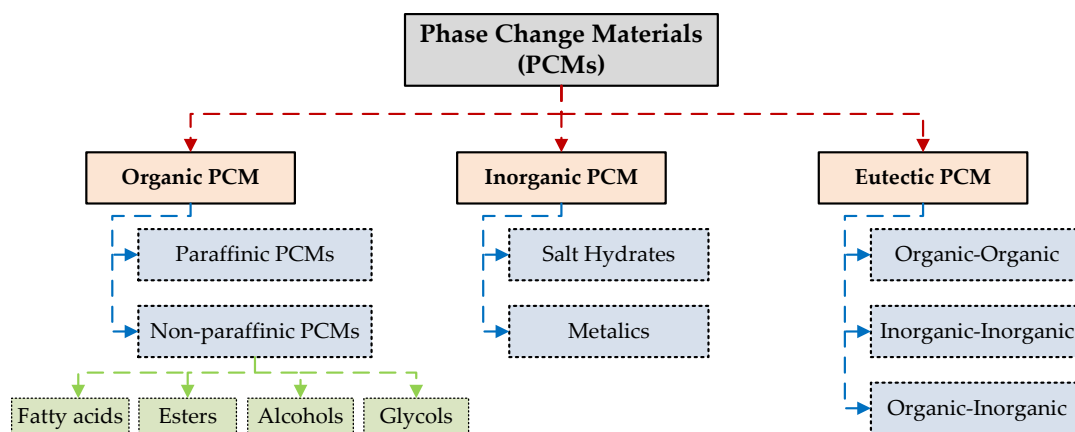 Phase Change Materials
(PCMs)
Organic PCM
Inorganic PCM
Eutectic PCM
Paraffinic PCMs
Salt Hydrates
Organic-Organic
Non-paraffinic PCMs
Metalics
Inorganic-Inorganic
Fatty acids
Esters
Alcohols
Glycols
Organic-Inorganic